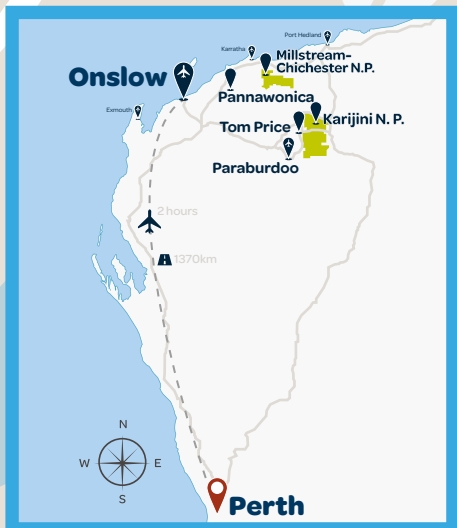 Port Hedland
Karratha
Millstream-
Chichester N.P.
Onslow
Pannawonica
Exmouth
Karijini N. P.
Tom Price
Paraburdoo
2 hours
1370km
N
W E
S
Perth